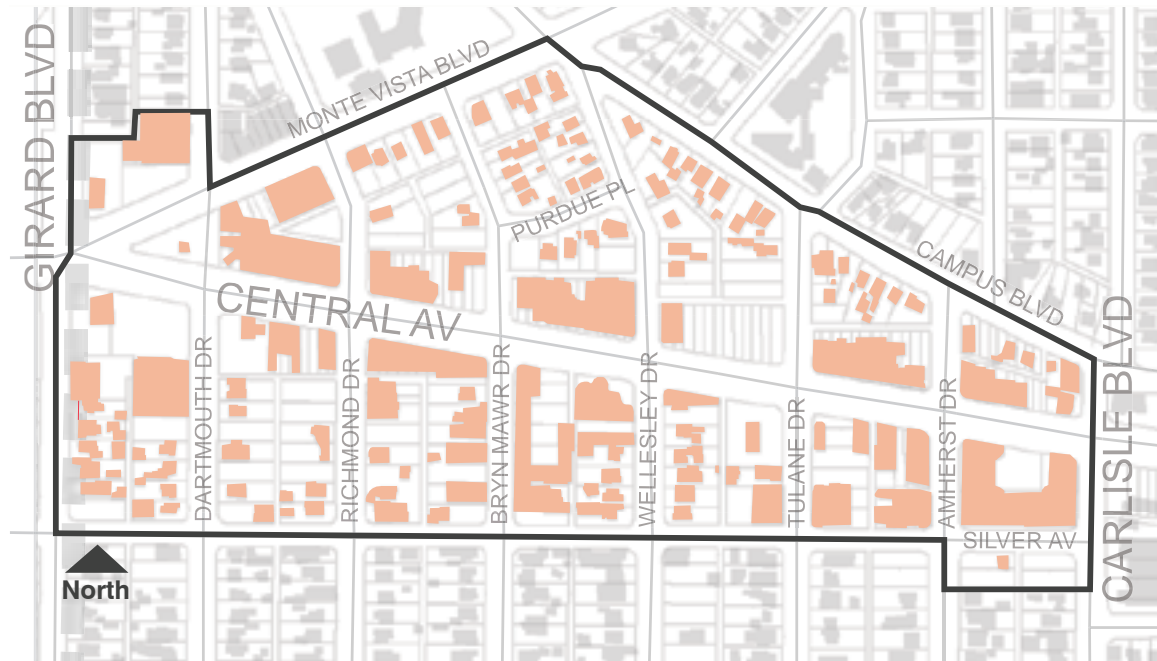 GIRARD BLVD
MONTE VISTA BLVD
PURDUE PL
CAMPUS BLVD
CENTRAL AV
CARLISLE BLVD
DARTMOUTH DR
RICHMOND DR
BRYN MAWR DR
WELLESLEY DR
TULANE DR
AMHERST DR
SILVER AV
North